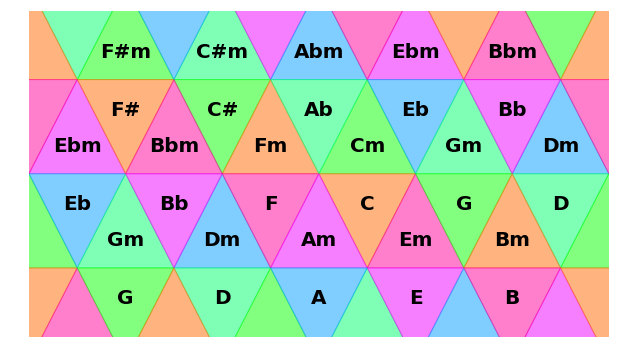 F#m C#m Abm Ebm Bbm
F# C# Ab Eb Bb
Ebm Bbm Fm Cm Gm Dm
Eb Bb F C G D
Gm Dm Am Em Bm
G D A E B